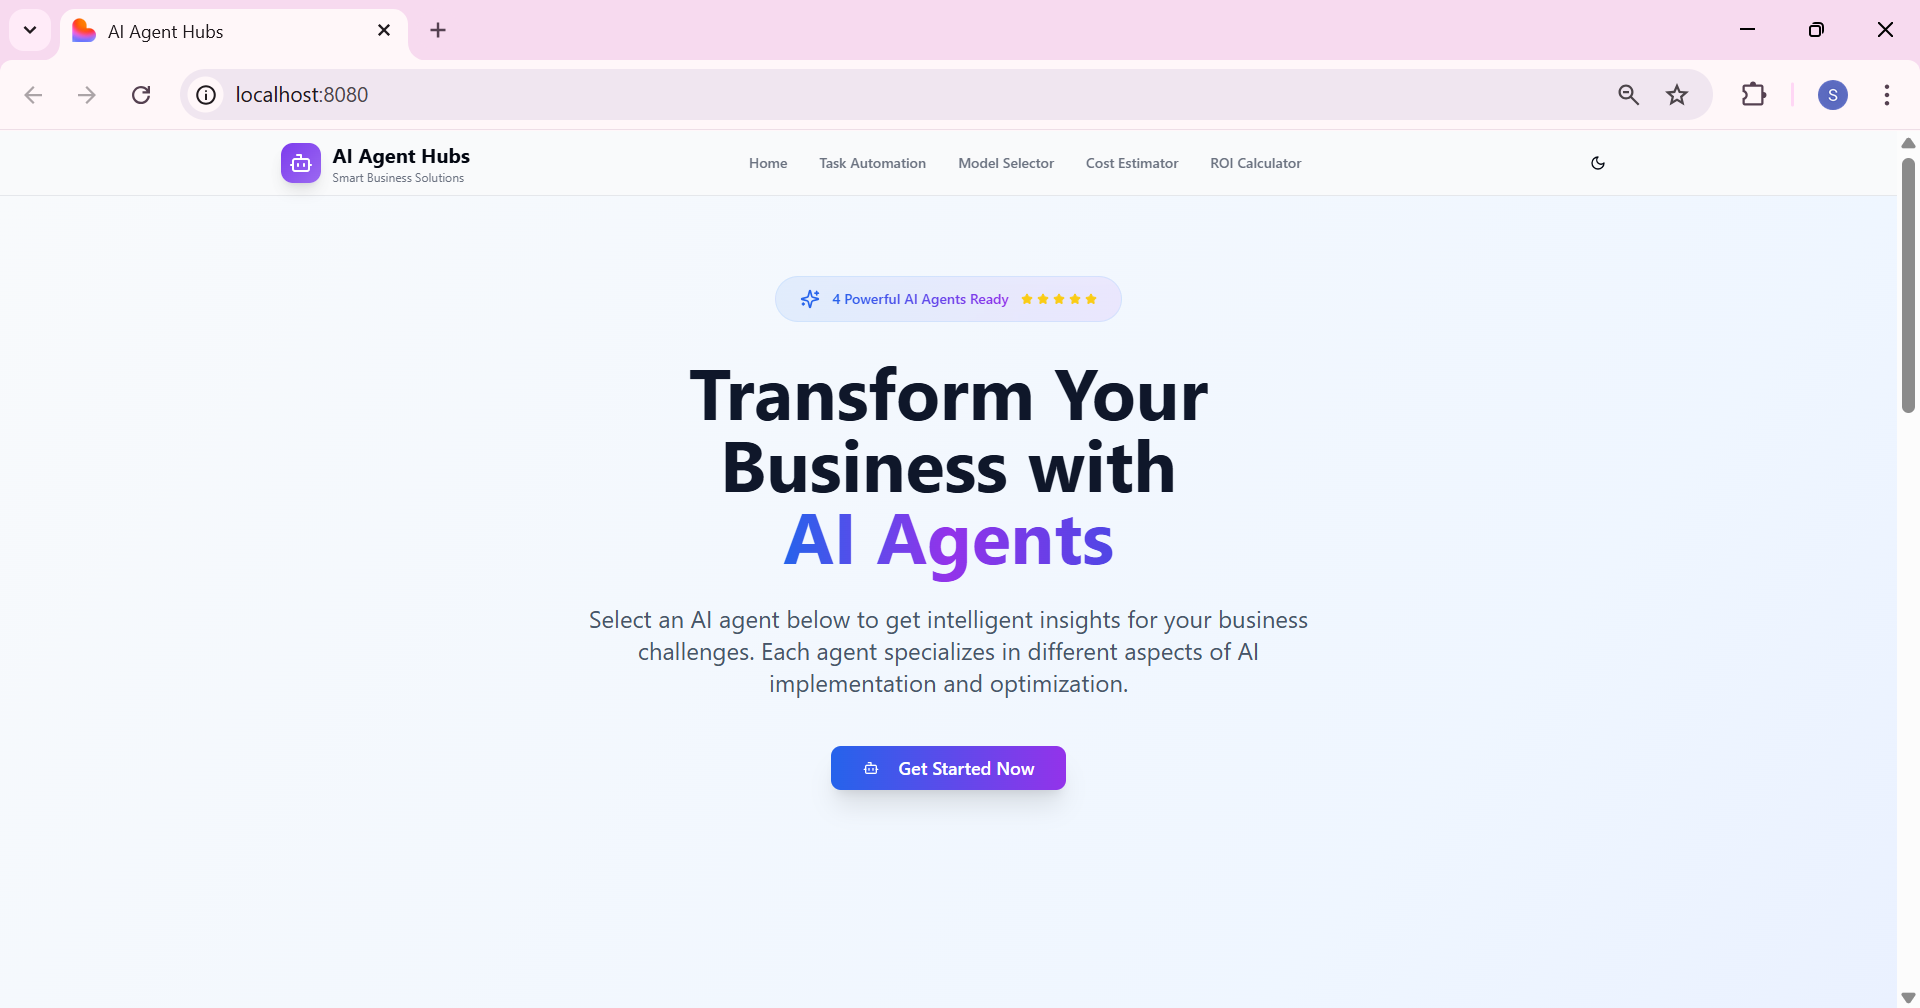 AI Agent Hubs
localhost:8080
S
AI Agent Hubs
Smart Business Solutions
Home
Task Automation
Model Selector
Cost Estimator
ROI Calculator
4 Powerful AI Agents Ready
Transform Your
Business with
AI Agents
Select an AI agent below to get intelligent insights for your business
challenges. Each agent specializes in different aspects of AI
implementation and optimization.
Get Started Now